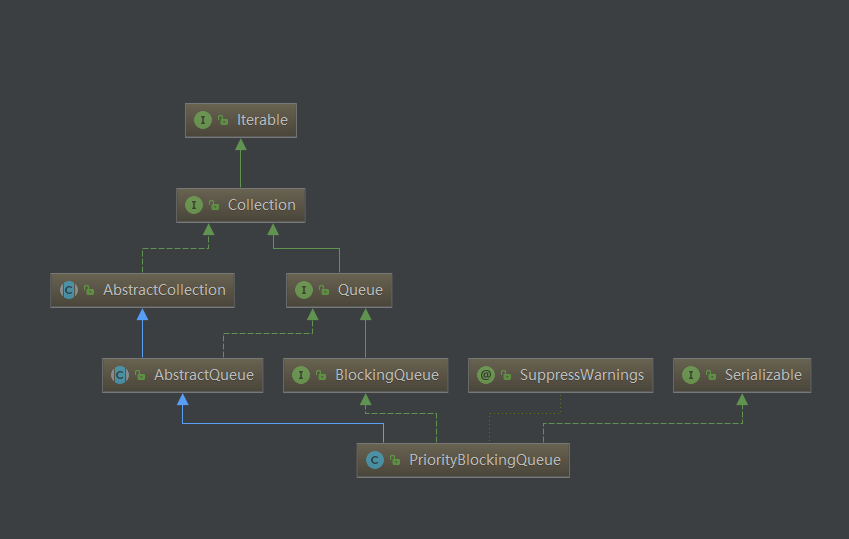 I Iterable
I Collection
C AbstractCollection
I Queue
C AbstractQueue
I BlockingQueue
@ SuppressWarnings
I Serializable
C PriorityBlockingQueue